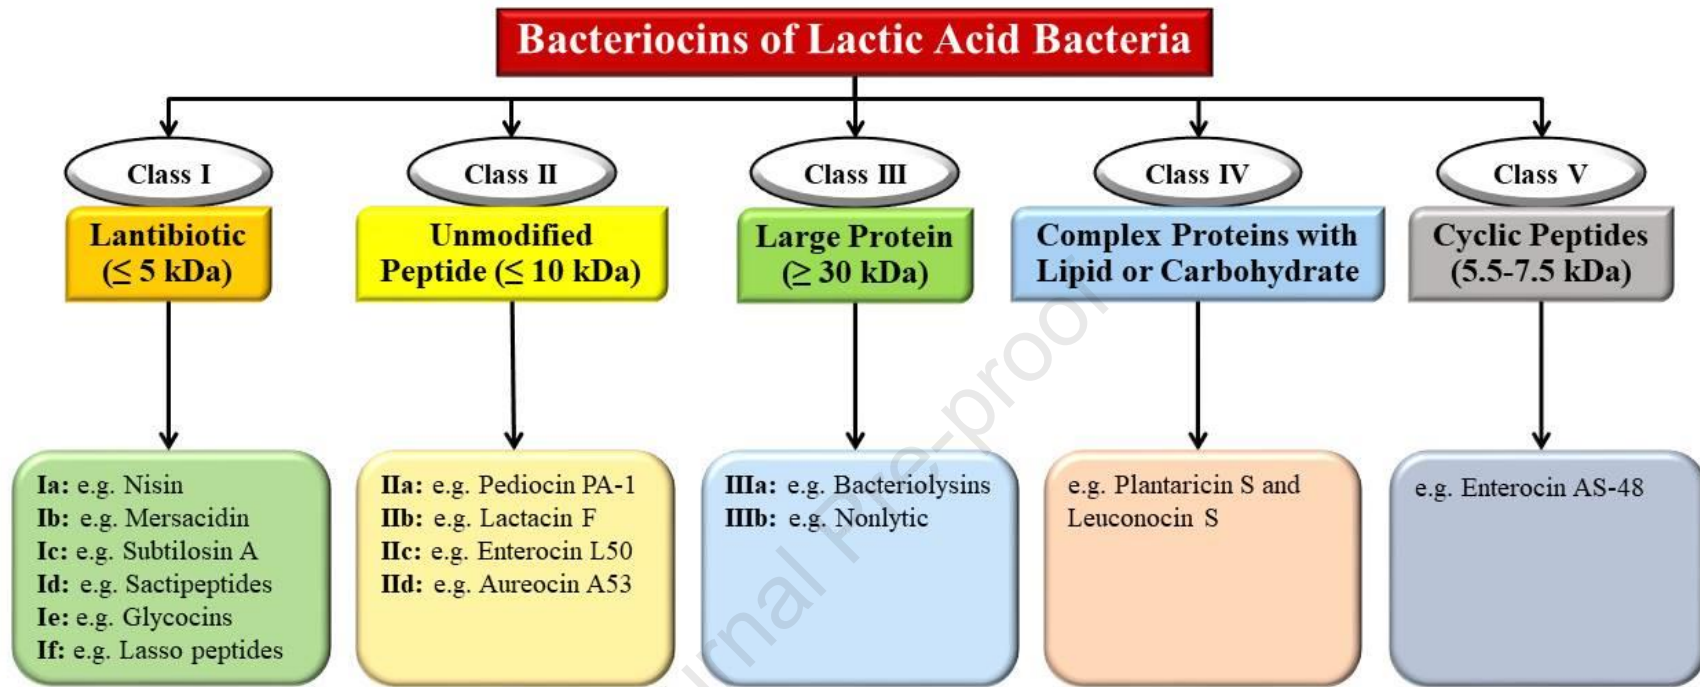 Bacteriocins of Lactic Acid Bacteria
Class I
Class II
Class III
Class IV
Class V
Lantibiotic
(≤ 5 kDa)
Unmodified
Peptide (≤ 10 kDa)
Large Protein
(≥ 30 kDa)
Complex Proteins with
Lipid or Carbohydrate
Cyclic Peptides
(5.5-7.5 kDa)
Ia: e.g. Nisin
Ib: e.g. Mersacidin
Ic: e.g. Subtilosin A
Id: e.g. Sactipeptides
Ie: e.g. Glycocins
If: e.g. Lasso peptides
IIa: e.g. Pediocin PA-1
IIb: e.g. Lactacin F
IIc: e.g. Enterocin L50
IId: e.g. Aureocin A53
IIIa: e.g. Bacteriolysins
IIIb: e.g. Nonlytic
e.g. Plantaricin S and
Leuconocin S
e.g. Enterocin AS-48
urnal Pre-proof